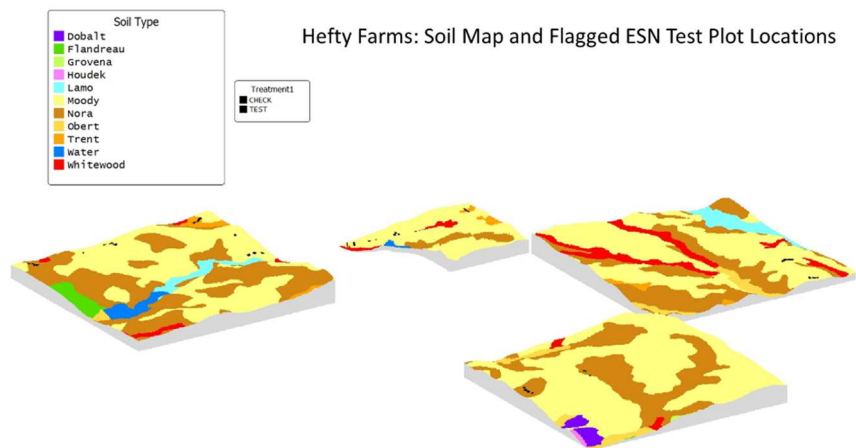 Soil Type
Dobalt
Flandreau
Grovena
Houdek
Lamo
Moody
Nora
Obert
Trent
Water
Whitewood
Treatment1
CHECK
TEST
Hefty Farms: Soil Map and Flagged ESN Test Plot Locations